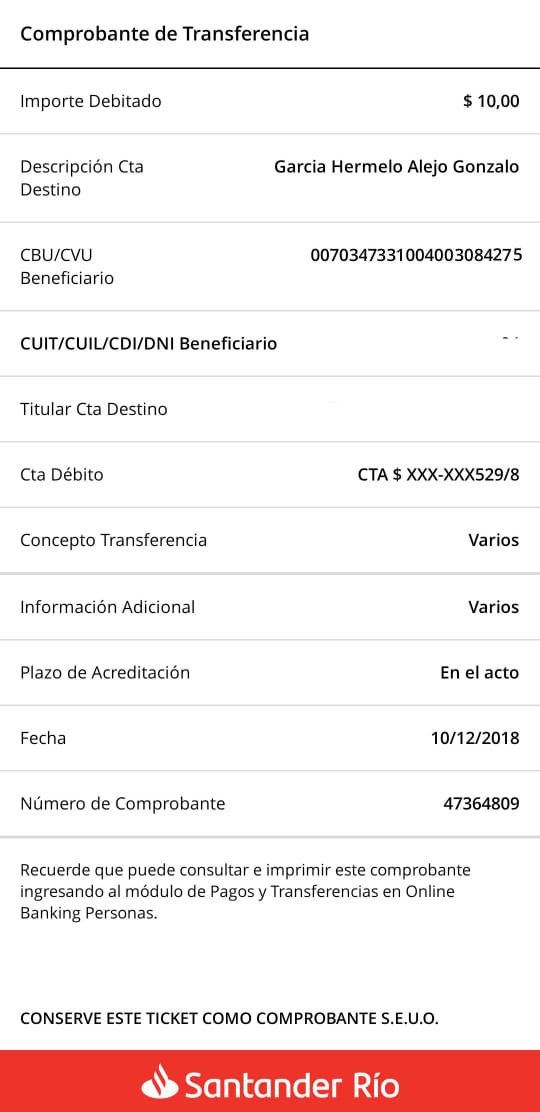 Comprobante de Transferencia
Importe Debitado $ 10,00
Descripción Cta Garcia Hermelo Alejo Gonzalo
Destino
CBU/CVU 0070347331004003084275
Beneficiario
CUIT/CUIL/CDI/DNI Beneficiario
Titular Cta Destino
Cta Débito CTA $ XXX-XXX529/8
Concepto Transferencia Varios
Información Adicional Varios
Plazo de Acreditación En el acto
Fecha 10/12/2018
Número de Comprobante 47364809
Recuerde que puede consultar e imprimir este comprobante
ingresando al módulo de Pagos y Transferencias en Online
Banking Personas.
CONSERVE ESTE TICKET COMO COMPROBANTE S.E.U.O.
Santander Río